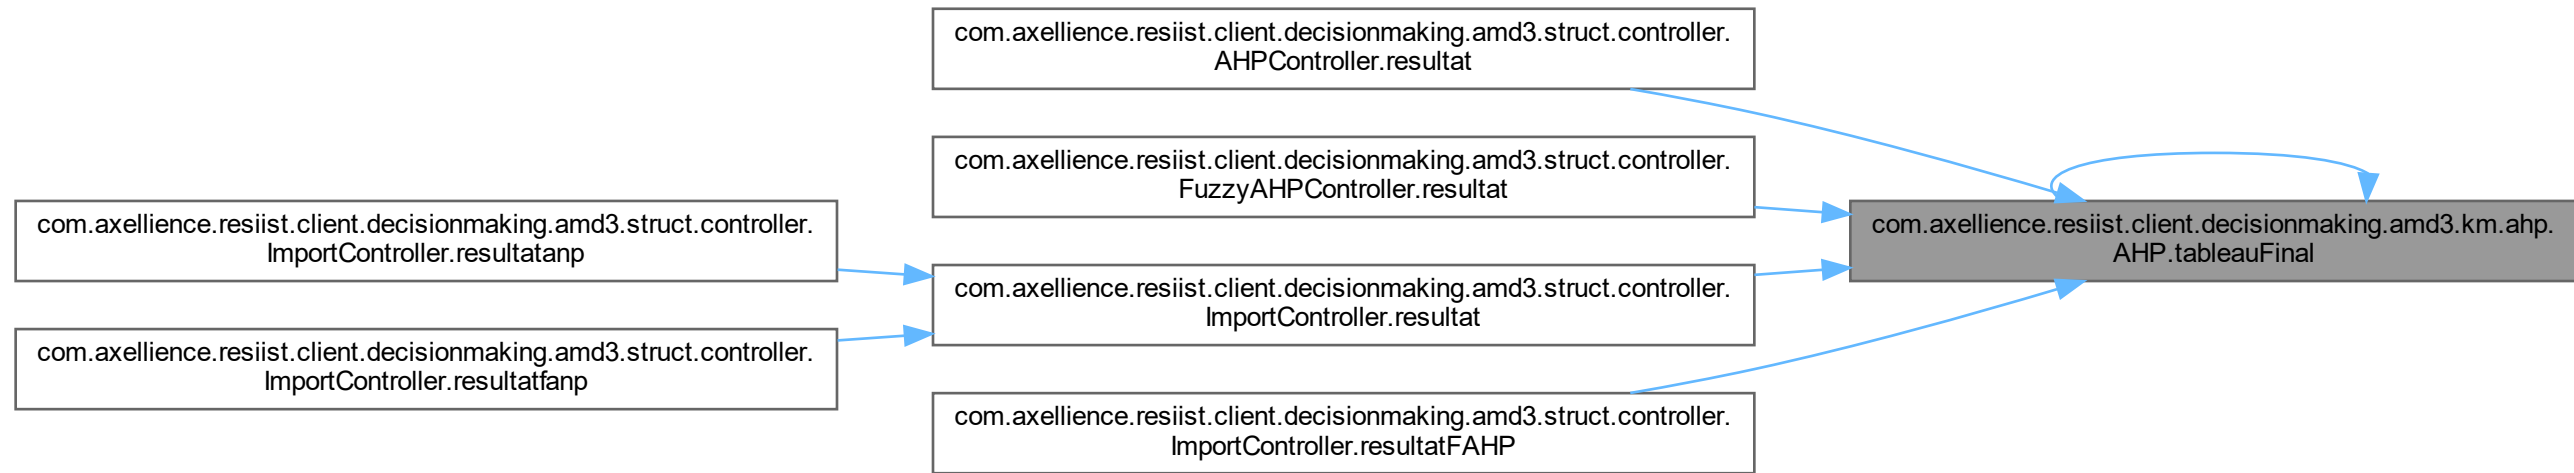 com.axellience.resiist.client.decisionmaking.amd3.struct.controller.
AHPController.resultat
com.axellience.resiist.client.decisionmaking.amd3.struct.controller.
FuzzyAHPController.resultat
com.axellience.resiist.client.decisionmaking.amd3.struct.controller.
ImportController.resultatanp
com.axellience.resiist.client.decisionmaking.amd3.km.ahp.
AHP.tableauFinal
com.axellience.resiist.client.decisionmaking.amd3.struct.controller.
ImportController.resultat
com.axellience.resiist.client.decisionmaking.amd3.struct.controller.
ImportController.resultatfanp
com.axellience.resiist.client.decisionmaking.amd3.struct.controller.
ImportController.resultatFAHP